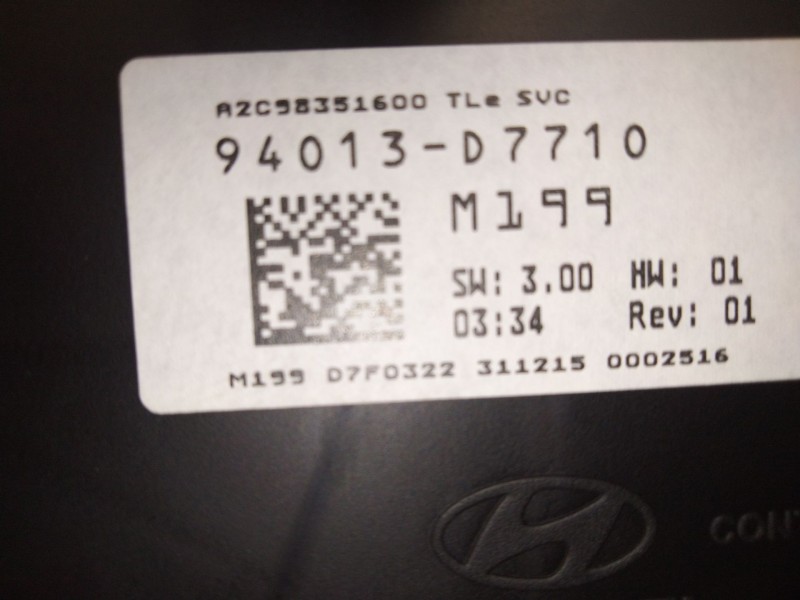 A2C98351600 TLe SVC
94013-D7710
M199
SW: 3.00 HW: 01
03:34 Rev: 01
M199 D7F0322 311215 0002516